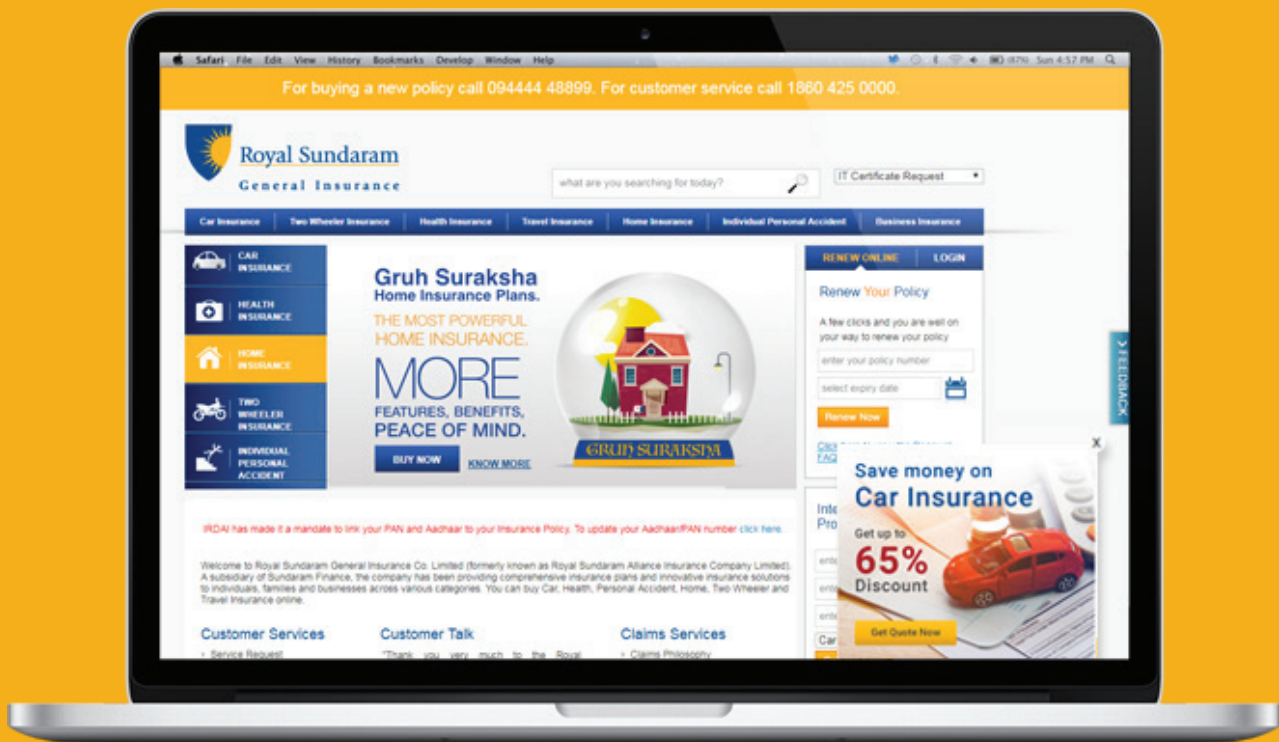 Safari File Edit View History Bookmarks Develop Window Help (87%) Sun 4:57 PM
For buying a new policy call 094444 48899. For customer service call 1860 425 0000.
Royal Sundaram
General Insurance
what are you searching for today?
IT Certificate Request
Car Insurance Two Wheeler Insurance Health Insurance Travel Insurance Home Insurance Individual Personal Accident Business Insurance
CAR
INSURANCE
HEALTH
INSURANCE
HOME
INSURANCE
TWO
WHEELER
INSURANCE
INDIVIDUAL
PERSONAL
ACCIDENT
Gruh Suraksha
Home Insurance Plans.
THE MOST POWERFUL
HOME INSURANCE.
MORE
FEATURES, BENEFITS,
PEACE OF MIND.
BUY NOW KNOW MORE
GRUH SURAKSHA
RENEW ONLINE LOGIN
Renew Your Policy
A few clicks and you are well on
your way to renew your policy
enter your policy number
select expiry date
Renew Now
FAQ
FEEDBACK
X
Save money on
Car Insurance
Get up to
65%
Discount
Get Quote Now
Inte
Pro
ente
ente
ente
Car
IRDAI has made it a mandate to link your PAN and Aadhaar to your Insurance Policy. To update your Aadhaar/PAN number click here.
Welcome to Royal Sundaram General Insurance Co. Limited (formerly known as Royal Sundaram Alliance Insurance Company Limited).
A subsidiary of Sundaram Finance, the company has been providing comprehensive insurance plans and innovative insurance solutions
to individuals, families and businesses across various categories. You can buy Car, Health, Personal Accident, Home, Two Wheeler and
Travel Insurance online.
Customer Services
Service Request
Customer Talk
"Thank you very much to the Royal
Claims Services
Claims Philosophy